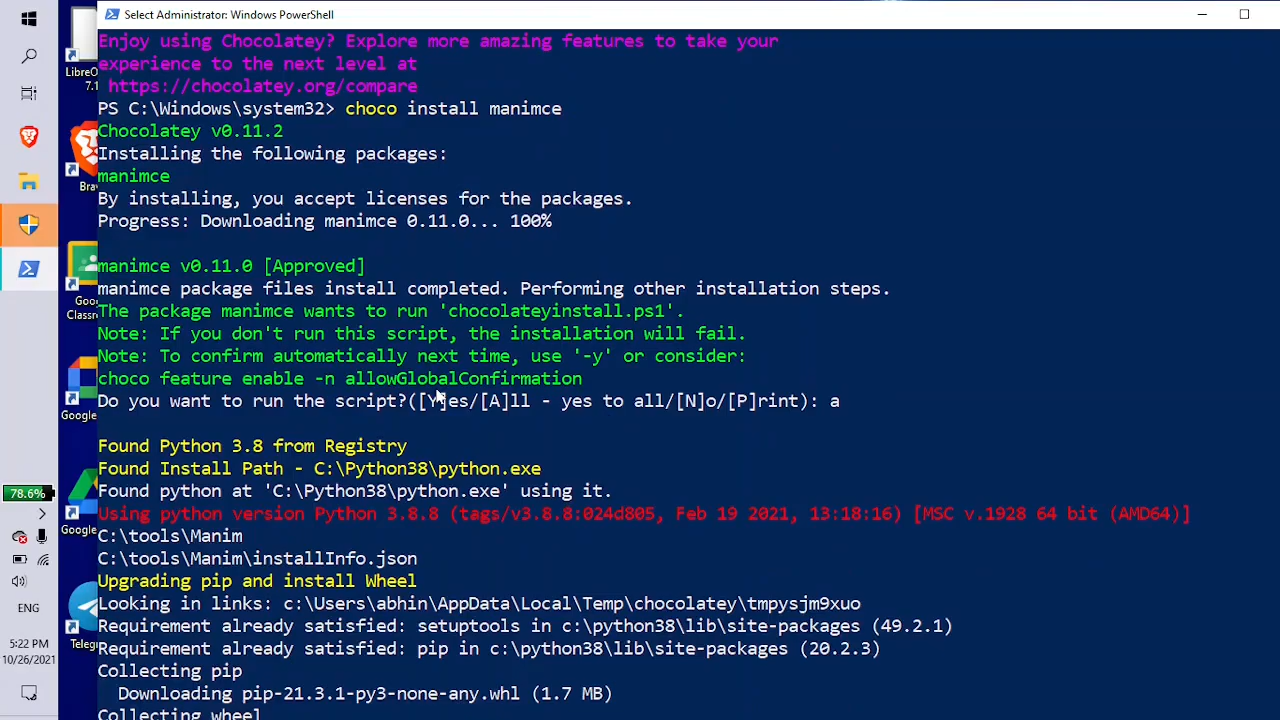 Select Administrator: Windows PowerShell
Enjoy using Chocolatey? Explore more amazing features to take your
experience to the next level at
https://chocolatey.org/compare
PS C:\Windows\system32> choco install manimce
Chocolatey v0.11.2
Installing the following packages:
manimce
By installing, you accept licenses for the packages.
Progress: Downloading manimce 0.11.0... 100%
manimce v0.11.0 [Approved]
manimce package files install completed. Performing other installation steps.
The package manimce wants to run 'chocolateyinstall.ps1'.
Note: If you don't run this script, the installation will fail.
Note: To confirm automatically next time, use '-y' or consider:
choco feature enable -n allowGlobalConfirmation
Do you want to run the script?([Y]es/[A]ll - yes to all/[N]o/[P]rint): a
Found Python 3.8 from Registry
Found Install Path - C:\Python38\python.exe
Found python at 'C:\Python38\python.exe' using it.
Using python version Python 3.8.8 (tags/v3.8.8:024d805, Feb 19 2021, 13:18:16) [MSC v.1928 64 bit (AMD64)]
C:\tools\Manim
C:\tools\Manim\installInfo.json
Upgrading pip and install Wheel
Looking in links: c:\Users\abhin\AppData\Local\Temp\chocolatey\tmpysjm9xuo
Requirement already satisfied: setuptools in c:\python38\lib\site-packages (49.2.1)
Requirement already satisfied: pip in c:\python38\lib\site-packages (20.2.3)
Collecting pip
Downloading pip-21.3.1-py3-none-any.whl (1.7 MB)
Collecting wheel
LibreO
7.1
Brav
Goo
Classro
Google
Google
Telegr
78.6%
ENG
5:22 PM
10/26/2021